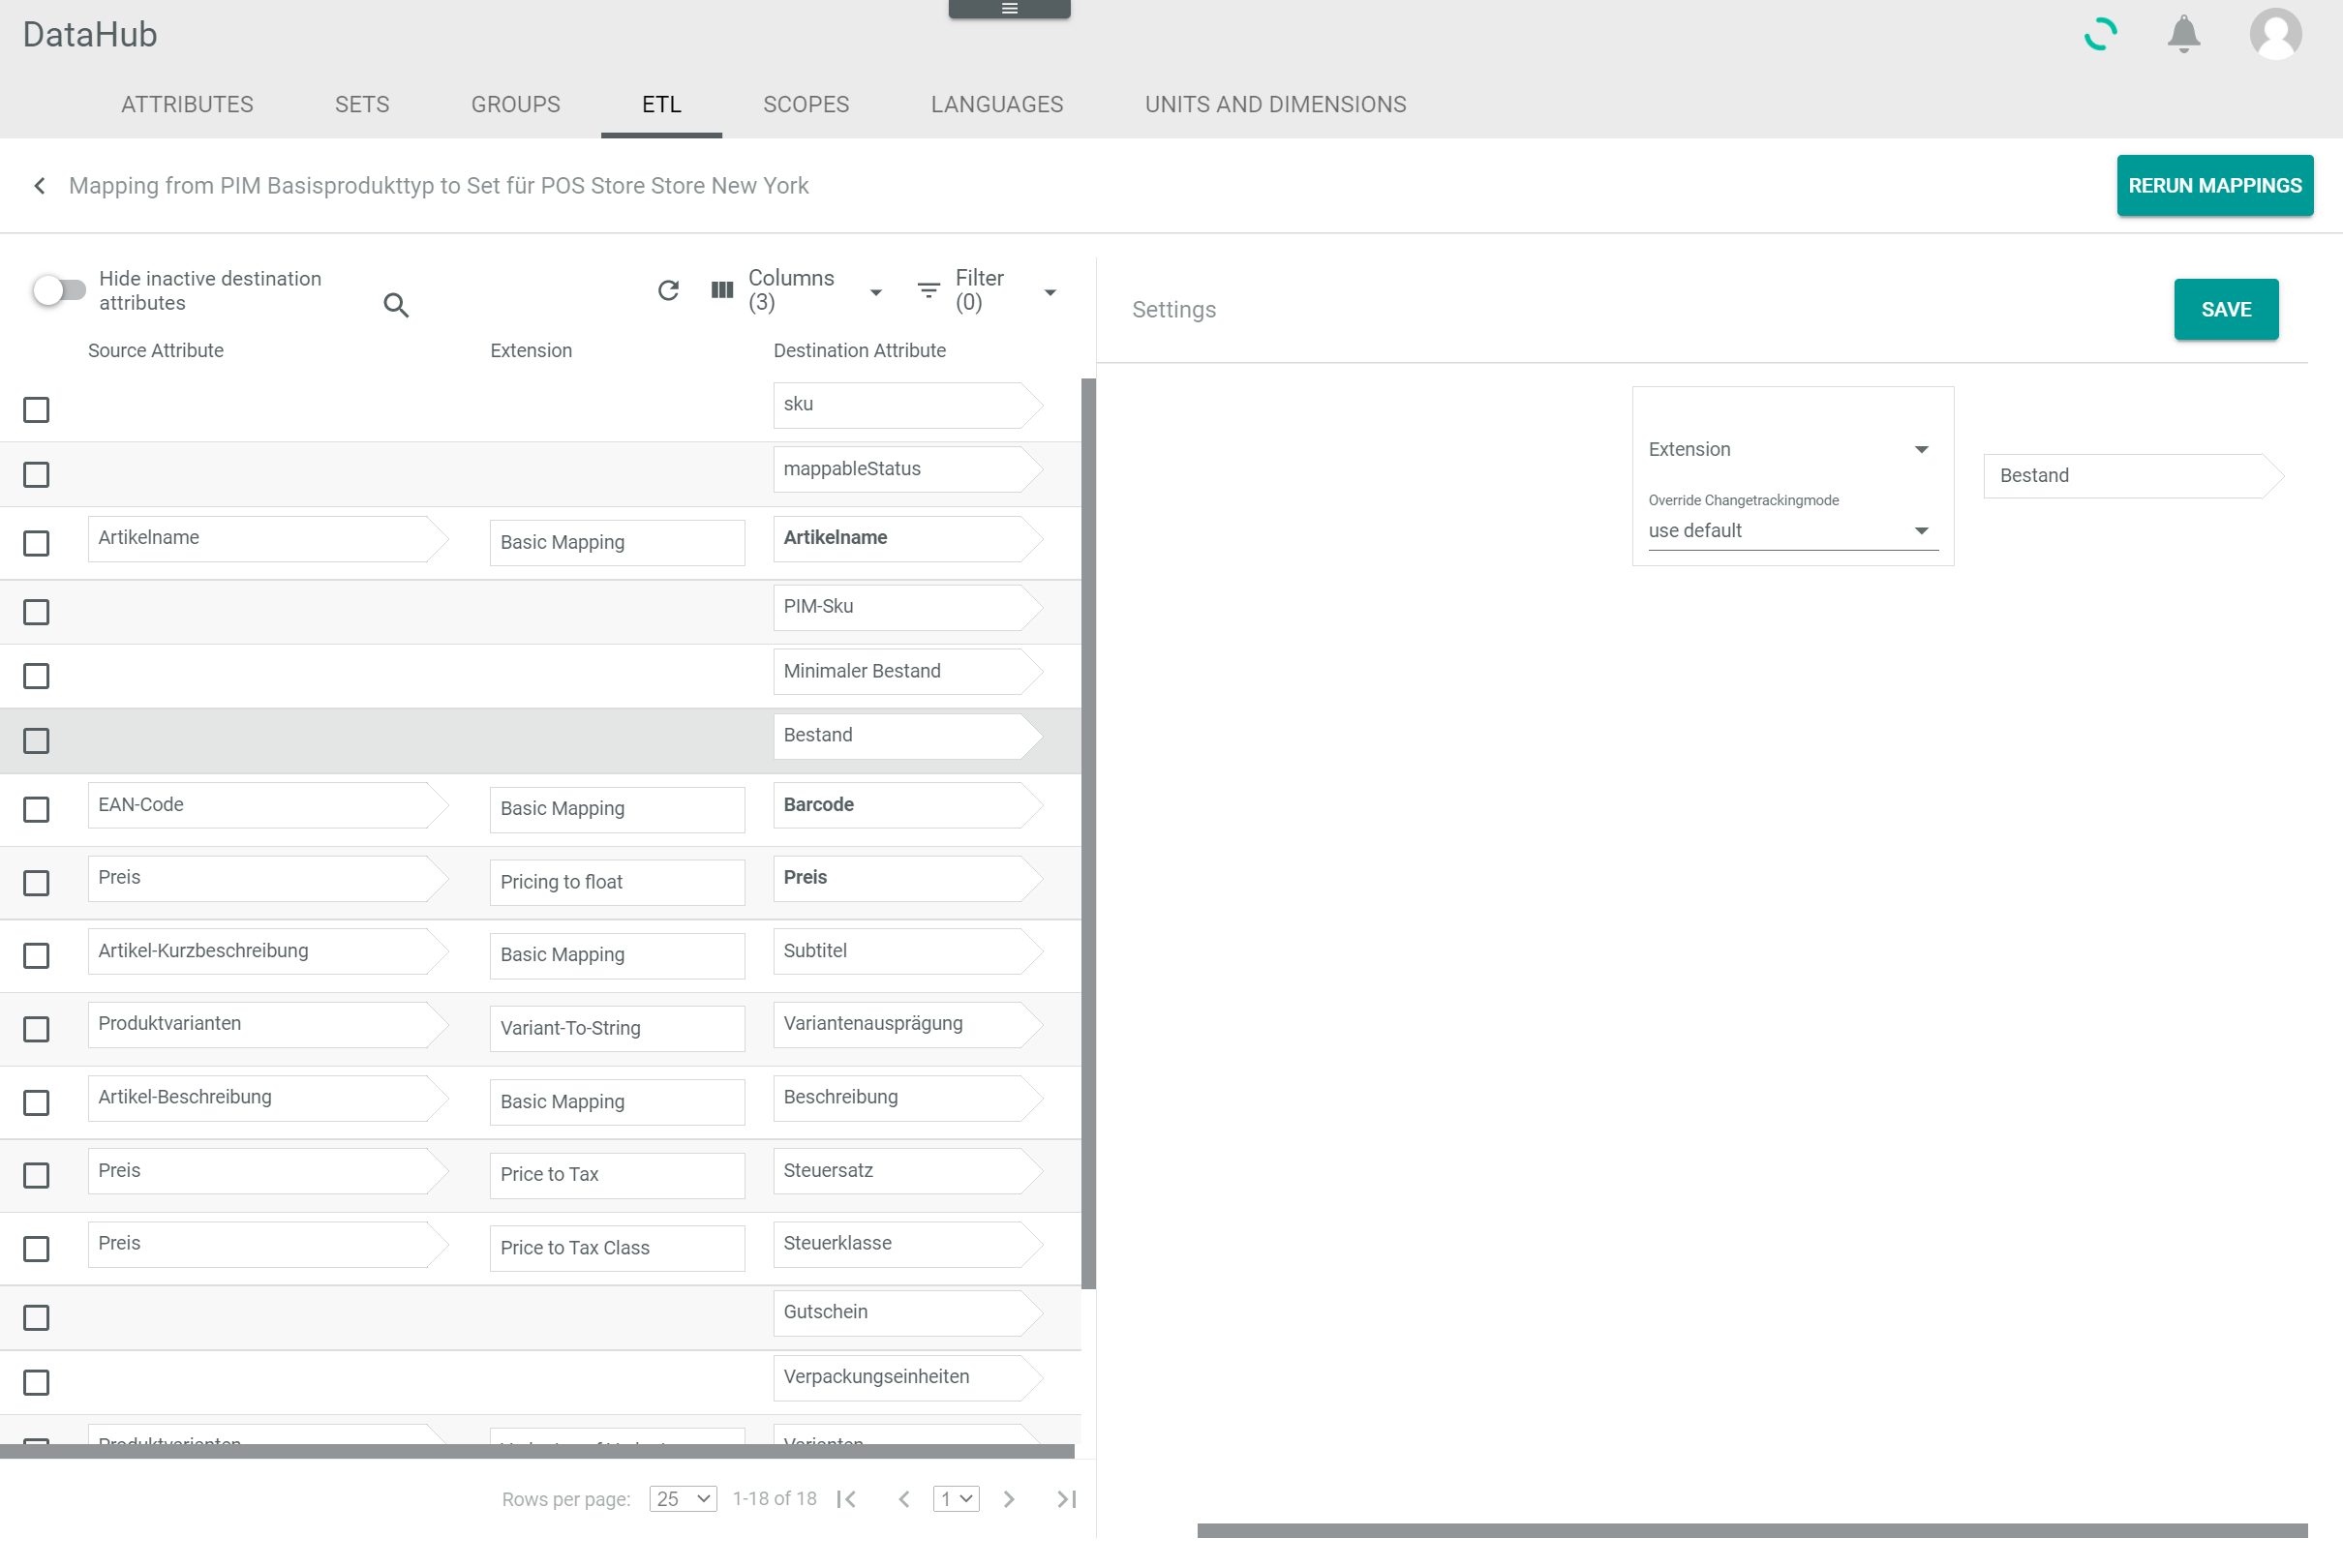 DataHub
ATTRIBUTES SETS GROUPS ETL SCOPES LANGUAGES UNITS AND DIMENSIONS
Mapping from PIM Basisprodukttyp to Set für POS Store Store New York
RERUN MAPPINGS
Hide inactive destination
attributes
Columns
(3)
Filter
(0)
Source Attribute Extension Destination Attribute
sku
mappableStatus
Artikelname Basic Mapping Artikelname
PIM-Sku
Minimaler Bestand
Bestand
EAN-Code Basic Mapping Barcode
Preis Pricing to float Preis
Artikel-Kurzbeschreibung Basic Mapping Subtitel
Produktvarianten Variant-To-String Variantenausprägung
Artikel-Beschreibung Basic Mapping Beschreibung
Preis Price to Tax Steuersatz
Preis Price to Tax Class Steuerklasse
Gutschein
Verpackungseinheiten
Produktvarianten Varianten
Rows per page: 25 1-18 of 18 1
Settings
SAVE
Extension
Override Changetrackingmode
use default
Bestand